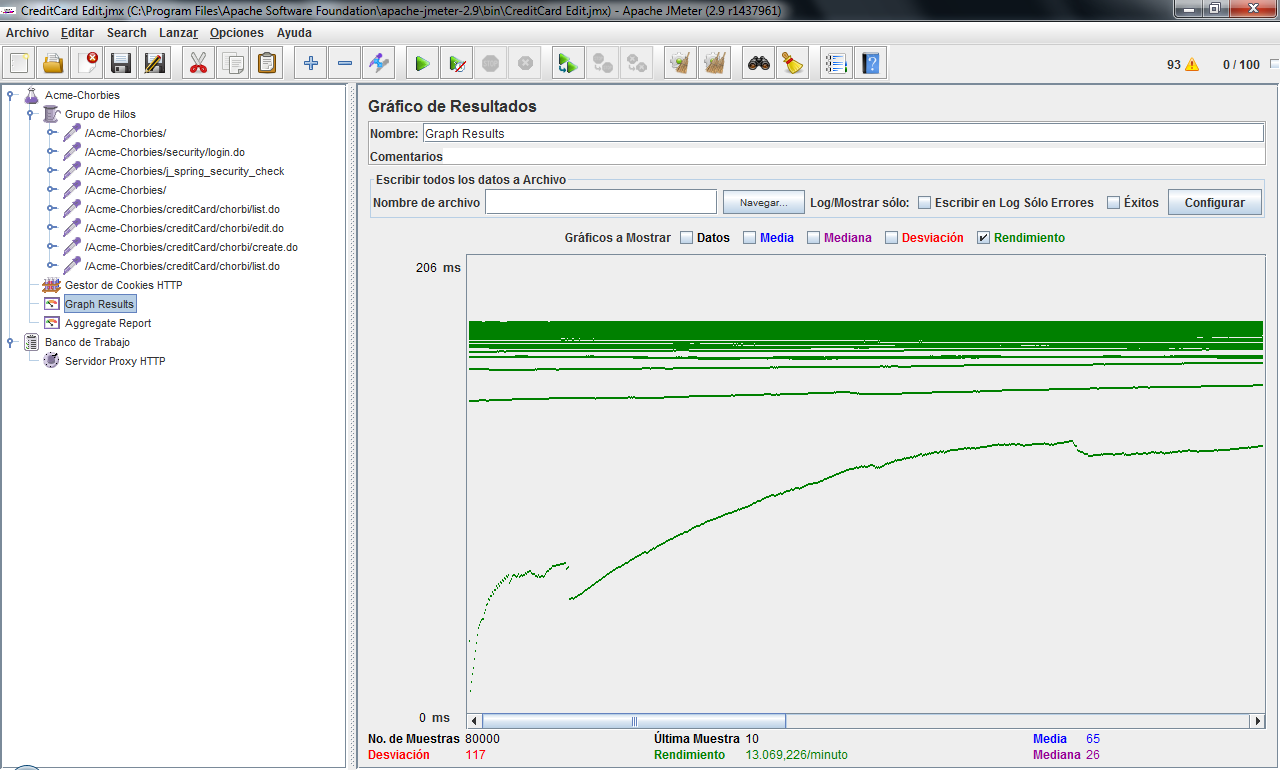 CreditCard Edit.jmx (C:\Program Files\Apache Software Foundation\apache-jmeter-2.9\bin\CreditCard Edit.jmx) - Apache JMeter (2.9 r1437961)
Archivo Editar Search Lanzar Opciones Ayuda
93 0 / 100
Acme-Chorbies
Grupo de Hilos
/Acme-Chorbies/
/Acme-Chorbies/security/login.do
/Acme-Chorbies/j_spring_security_check
/Acme-Chorbies/
/Acme-Chorbies/creditCard/chorbi/list.do
/Acme-Chorbies/creditCard/chorbi/edit.do
/Acme-Chorbies/creditCard/chorbi/create.do
/Acme-Chorbies/creditCard/chorbi/list.do
Gestor de Cookies HTTP
Graph Results
Aggregate Report
Banco de Trabajo
Servidor Proxy HTTP
Gráfico de Resultados
Nombre: Graph Results
Comentarios
Escribir todos los datos a Archivo
Nombre de archivo Navegar... Log/Mostrar sólo: Escribir en Log Sólo Errores Éxitos Configurar
Gráficos a Mostrar Datos Media Mediana Desviación Rendimiento
206 ms
0 ms
No. de Muestras 80000 Última Muestra 10 Media 65
Desviación 117 Rendimiento 13.069,226/minuto Mediana 26